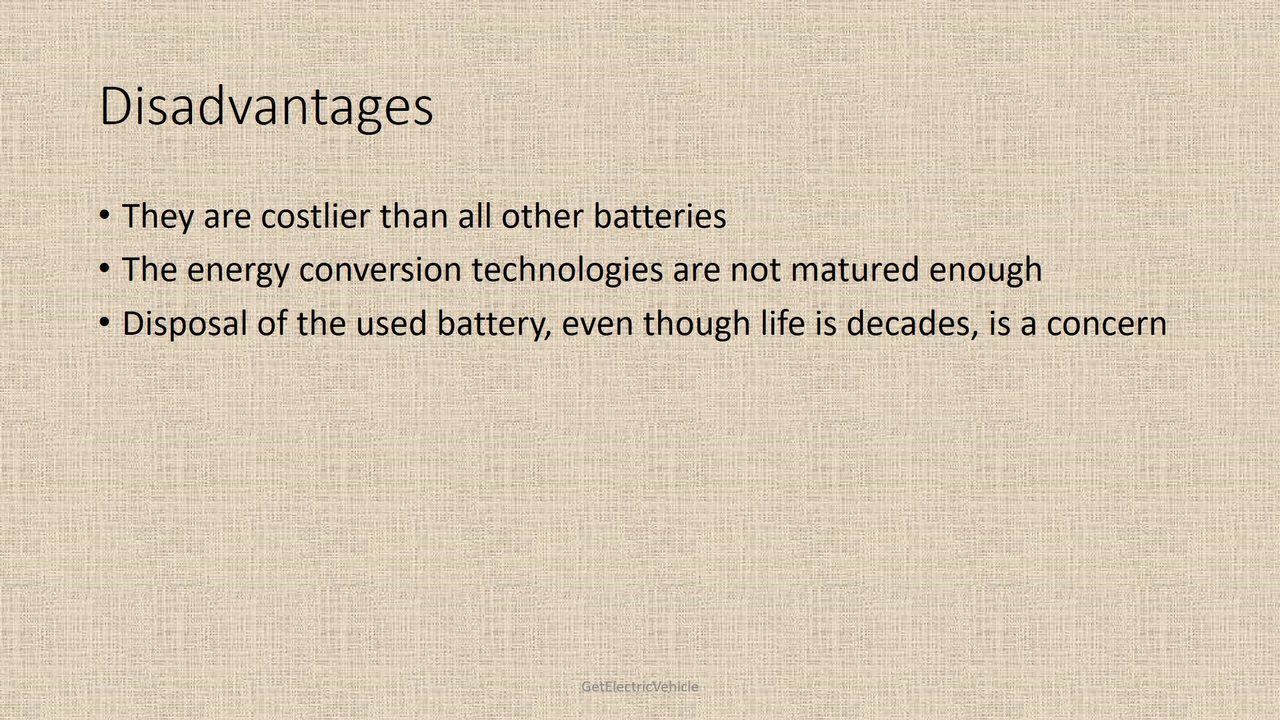 Disadvantages
• They are costlier than all other batteries
• The energy conversion technologies are not matured enough
• Disposal of the used battery, even though life is decades, is a concern
GetElectricVehicle